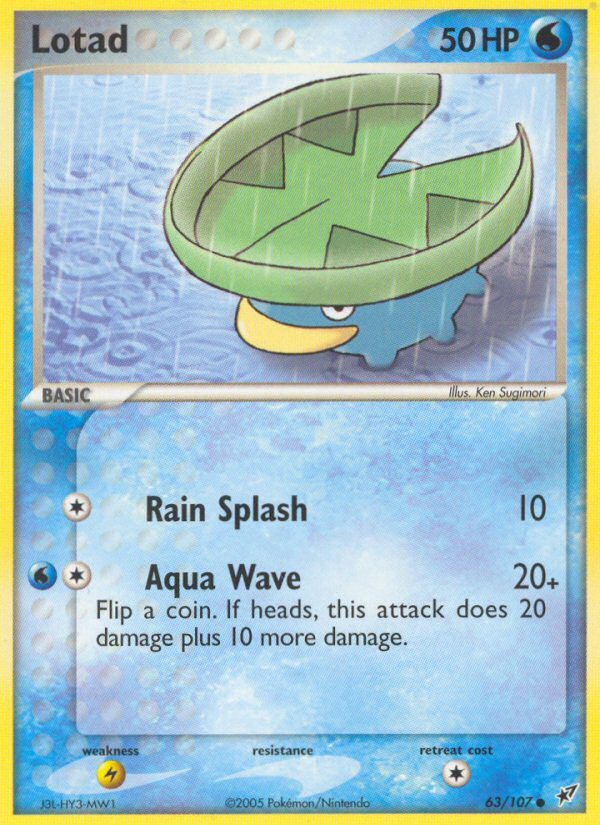 Lotad
50 HP
BASIC
Illus. Ken Sugimori
Rain Splash 10
Aqua Wave 20+
Flip a coin. If heads, this attack does 20
damage plus 10 more damage.
weakness resistance retreat cost
J3L-HY3-MW1 ©2005 Pokémon/Nintendo 63/107